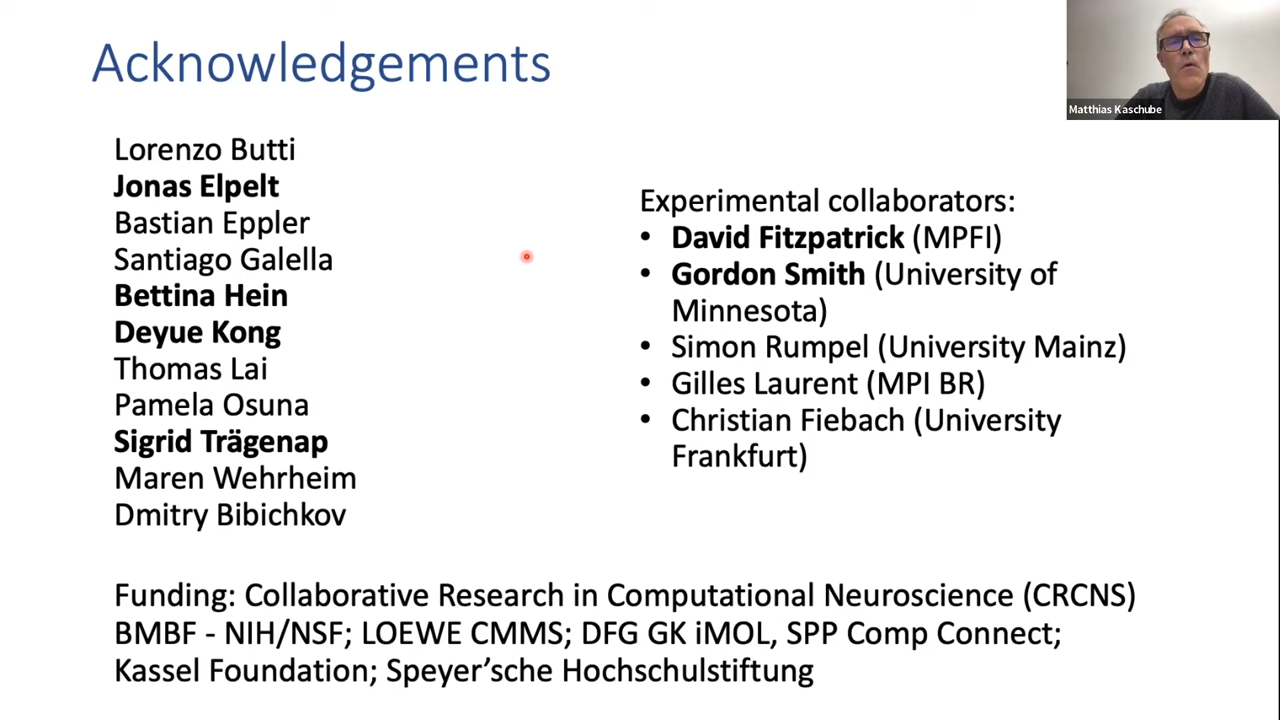 Acknowledgements
Matthias Kaschube
Lorenzo Butti
Jonas Elpelt
Bastian Eppler
Santiago Galella
Bettina Hein
Deyue Kong
Thomas Lai
Pamela Osuna
Sigrid Trägenap
Maren Wehrheim
Dmitry Bibichkov
Experimental collaborators:
• David Fitzpatrick (MPFI)
• Gordon Smith (University of
Minnesota)
• Simon Rumpel (University Mainz)
• Gilles Laurent (MPI BR)
• Christian Fiebach (University
Frankfurt)
Funding: Collaborative Research in Computational Neuroscience (CRCNS)
BMBF - NIH/NSF; LOEWE CMMS; DFG GK iMOL, SPP Comp Connect;
Kassel Foundation; Speyer’sche Hochschulstiftung